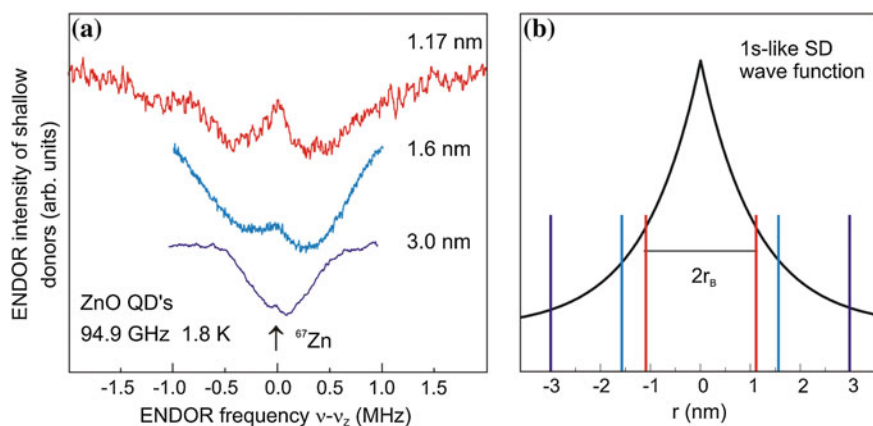 (a)
1.17 nm
1.6 nm
3.0 nm
ENDOR intensity of shallow
donors (arb. units)
ZnO QD's
94.9 GHz 1.8 K
⁶⁷Zn
-1.5 -1.0 -0.5 0.0 0.5 1.0 1.5
ENDOR frequency ν-νz (MHz)
(b)
1s-like SD
wave function
2rB
-3 -2 -1 0 1 2 3
r (nm)